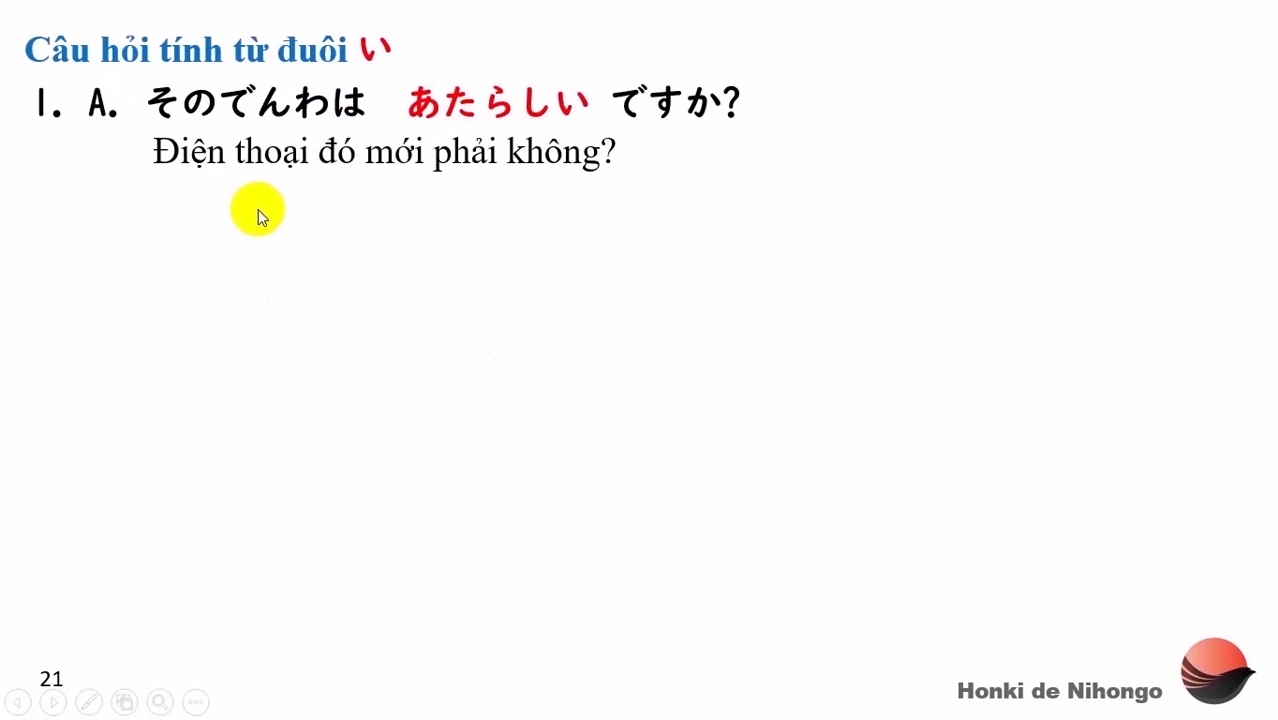 Câu hỏi tính từ đuôi い
1. A. そのでんわは あたらしい ですか?
Điện thoại đó mới phải không?
21
Honki de Nihongo